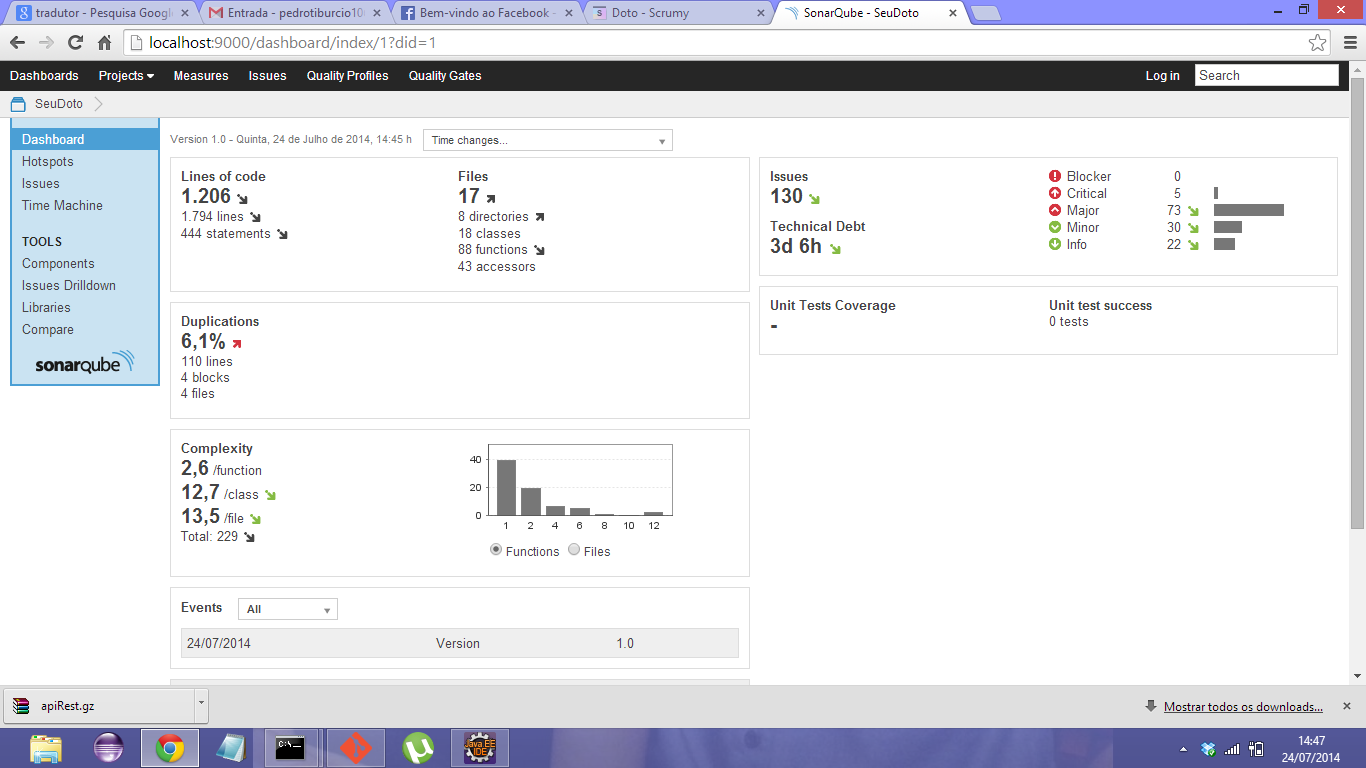 tradutor - Pesquisa Googl
Entrada - pedrotiburcio10
Bem-vindo ao Facebook -
Doto - Scrumy
SonarQube - SeuDoto
localhost:9000/dashboard/index/1?did=1
Dashboards Projects Measures Issues Quality Profiles Quality Gates Log in Search
SeuDoto
Dashboard
Hotspots
Issues
Time Machine
TOOLS
Components
Issues Drilldown
Libraries
Compare
sonarqube
Version 1.0 - Quinta, 24 de Julho de 2014, 14:45 h Time changes...
Lines of code
1.206
1.794 lines
444 statements
Files
17
8 directories
18 classes
88 functions
43 accessors
Duplications
6,1%
110 lines
4 blocks
4 files
Complexity
2,6 /function
12,7 /class
13,5 /file
Total: 229
40
20
0
1 2 4 6 8 10 12
Functions Files
Events All
24/07/2014 Version 1.0
Issues
130
Technical Debt
3d 6h
Blocker 0
Critical 5
Major 73
Minor 30
Info 22
Unit Tests Coverage
-
Unit test success
0 tests
apiRest.gz
Mostrar todos os downloads...
C:\_
Java EE
IDE
14:47
24/07/2014